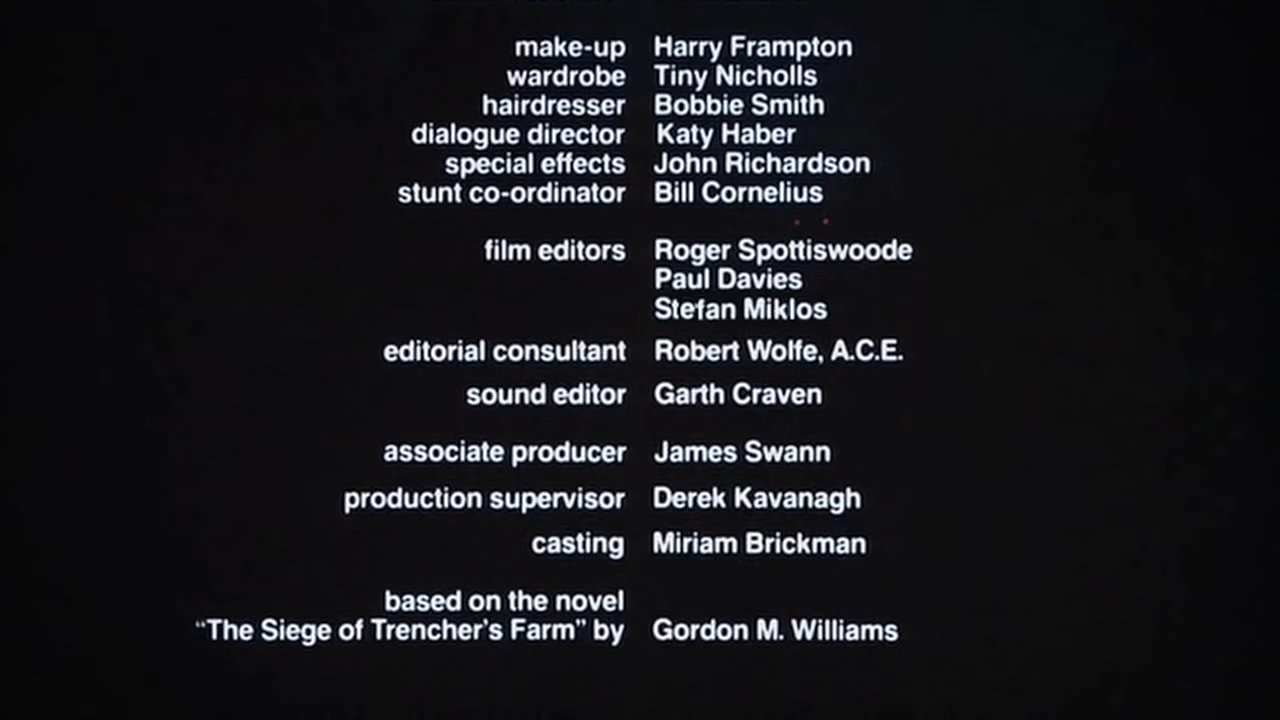 make-up Harry Frampton
wardrobe Tiny Nicholls
hairdresser Bobbie Smith
dialogue director Katy Haber
special effects John Richardson
stunt co-ordinator Bill Cornelius
film editors Roger Spottiswoode
Paul Davies
Stefan Miklos
editorial consultant Robert Wolfe, A.C.E.
sound editor Garth Craven
associate producer James Swann
production supervisor Derek Kavanagh
casting Miriam Brickman
based on the novel
“The Siege of Trencher's Farm” by Gordon M. Williams